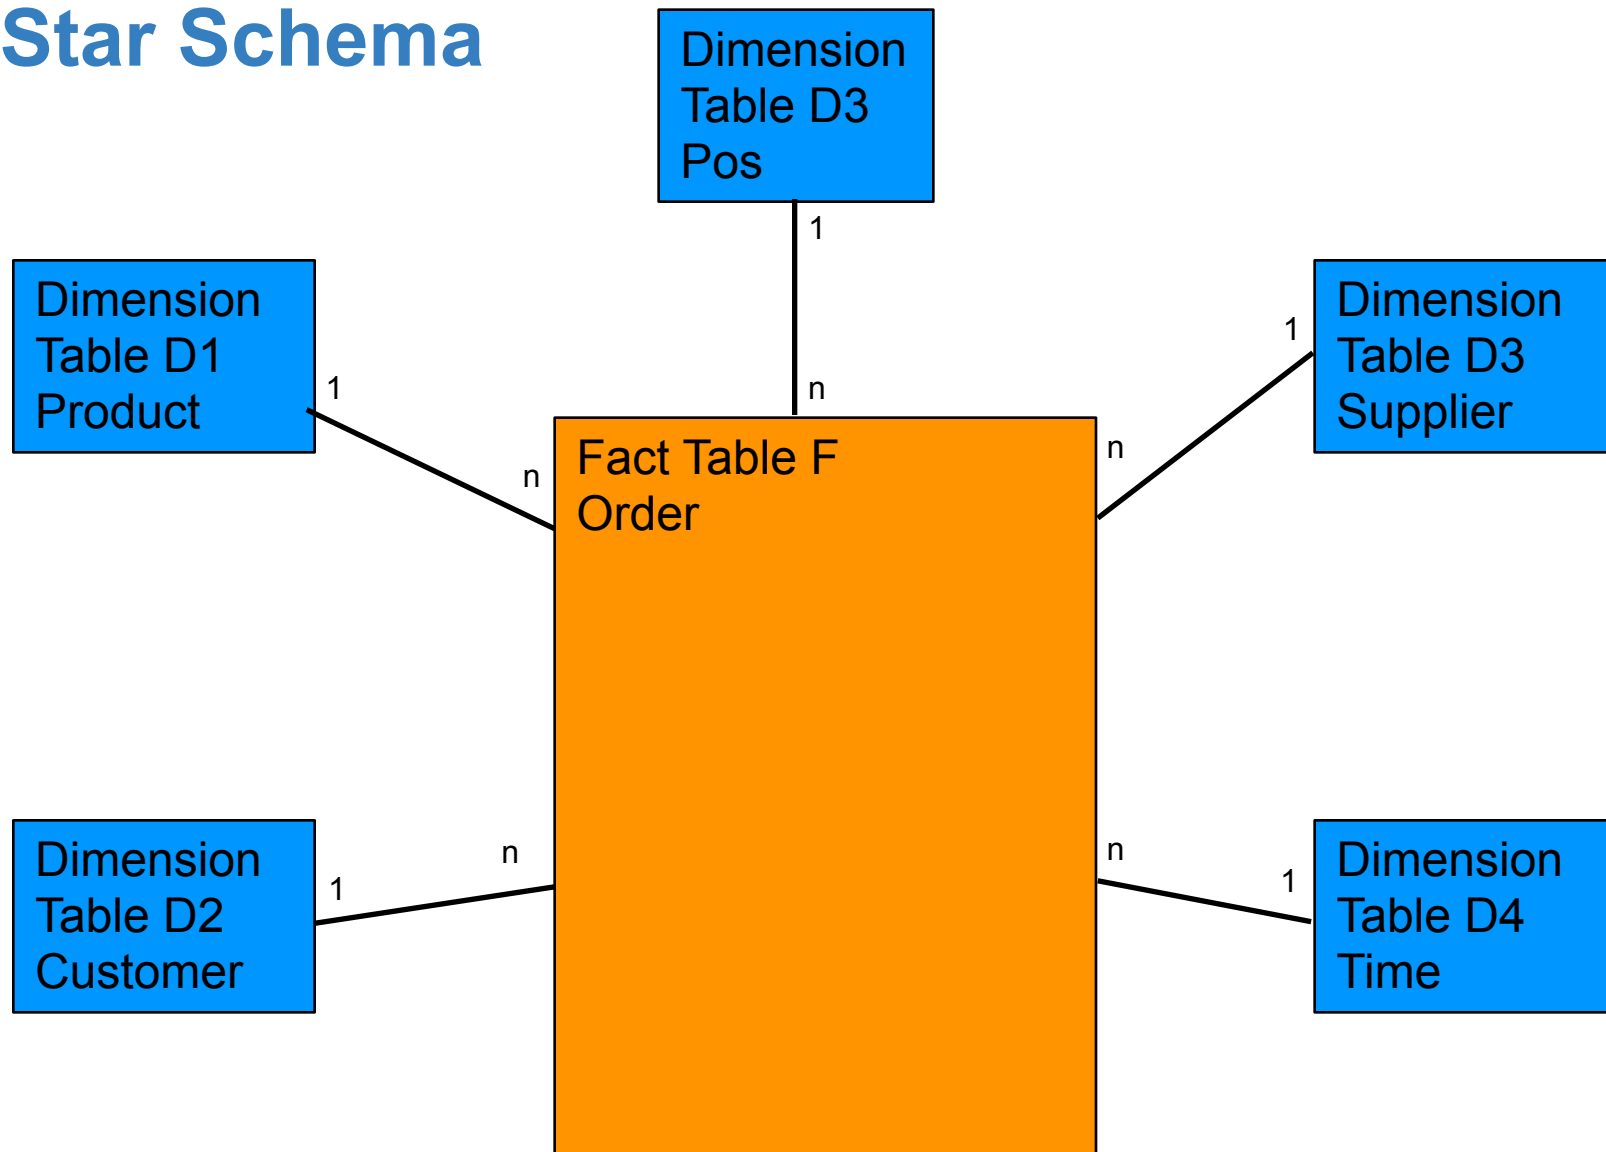 Star Schema
Dimension
Table D3
Pos
1
n
Dimension
Table D1
Product
1
n
Dimension
Table D3
Supplier
1
n
Fact Table F
Order
Dimension
Table D2
Customer
1
n
Dimension
Table D4
Time
1
n